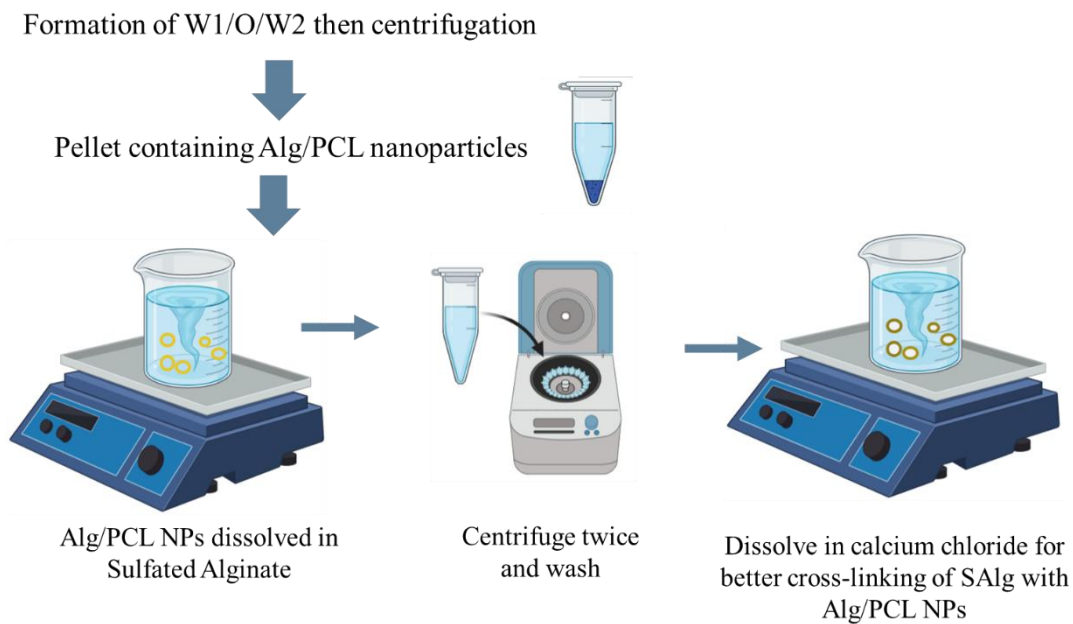 Formation of W1/O/W2 then centrifugation
Pellet containing Alg/PCL nanoparticles
Alg/PCL NPs dissolved in
Sulfated Alginate
Centrifuge twice
and wash
Dissolve in calcium chloride for
better cross-linking of SAlg with
Alg/PCL NPs